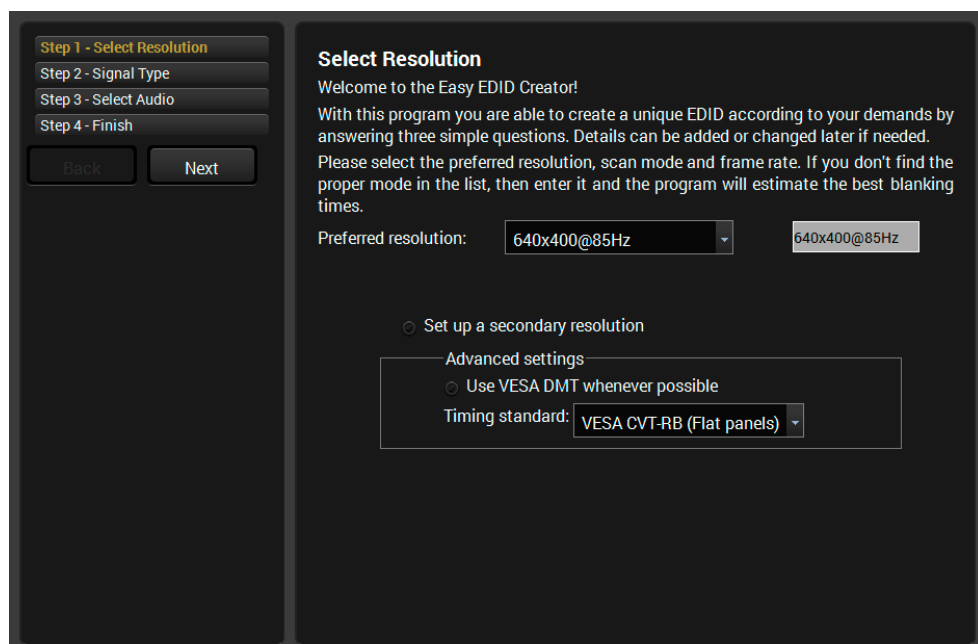 Step 1 - Select Resolution
Step 2 - Signal Type
Step 3 - Select Audio
Step 4 - Finish
Back
Next
Select Resolution
Welcome to the Easy EDID Creator!
With this program you are able to create a unique EDID according to your demands by
answering three simple questions. Details can be added or changed later if needed.
Please select the preferred resolution, scan mode and frame rate. If you don't find the
proper mode in the list, then enter it and the program will estimate the best blanking
times.
Preferred resolution:
640x400@85Hz
640x400@85Hz
Set up a secondary resolution
Advanced settings
Use VESA DMT whenever possible
Timing standard:
VESA CVT-RB (Flat panels)